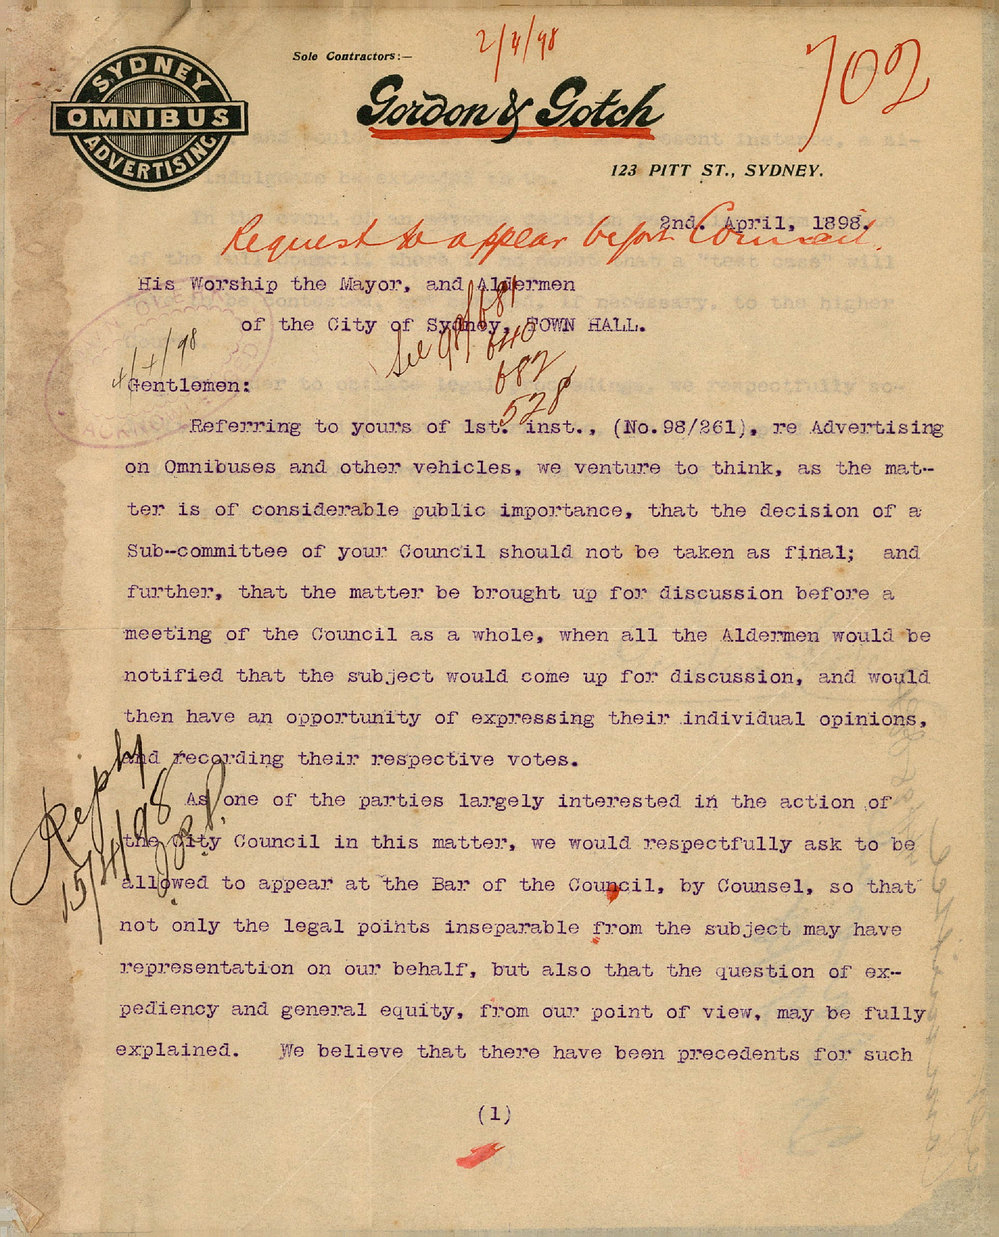 2/4/98
702
Sole Contractors:—
SYDNEY
OMNIBUS
ADVERTISING
Gordon & Gotch
123 PITT ST., SYDNEY.
2nd. April, 1898.
Request to appear before Council.
His Worship the Mayor, and Aldermen
of the City of Sydney, TOWN HALL.
See 98/681
640
682
528
4/4/98
Gentlemen:
Referring to yours of 1st. inst., (No.98/261), re Advertising
on Omnibuses and other vehicles, we venture to think, as the mat--
ter is of considerable public importance, that the decision of a
Sub--committee of your Council should not be taken as final; and
further, that the matter be brought up for discussion before a
meeting of the Council as a whole, when all the Aldermen would be
notified that the subject would come up for discussion, and would
then have an opportunity of expressing their individual opinions,
and recording their respective votes.
Reply
15/4/98
As one of the parties largely interested in the action of
the City Council in this matter, we would respectfully ask to be
allowed to appear at the Bar of the Council, by Counsel, so that
not only the legal points inseparable from the subject may have
representation on our behalf, but also that the question of ex--
pediency and general equity, from our point of view, may be fully
explained. We believe that there have been precedents for such
(1)